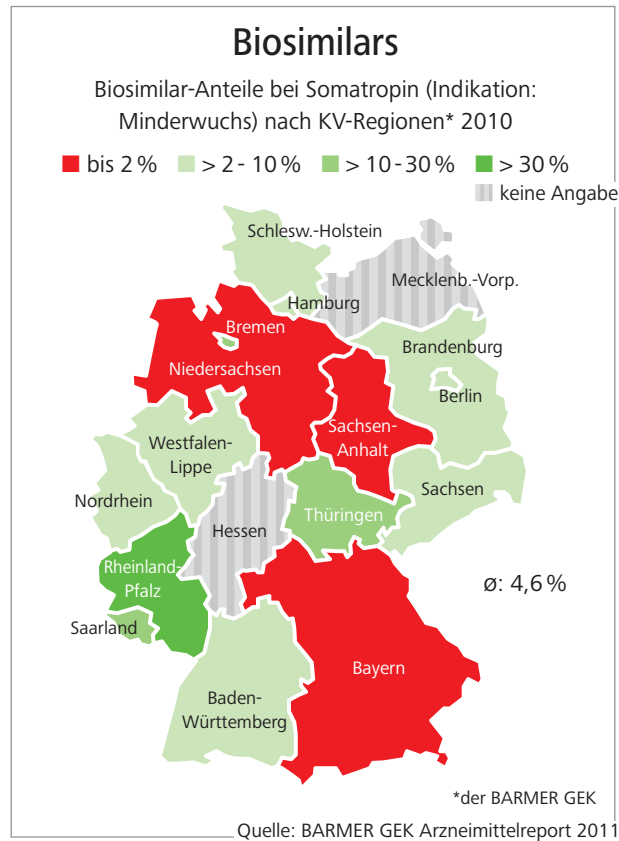 Biosimilars
Biosimilar-Anteile bei Somatropin (Indikation:
Minderwuchs) nach KV-Regionen* 2010
bis 2 % > 2 - 10 % > 10 - 30 % > 30 %
keine Angabe
Schlesw.-Holstein
Mecklenb.-Vorp.
Hamburg
Bremen
Brandenburg
Niedersachsen
Berlin
Sachsen-
Anhalt
Westfalen-
Lippe
Sachsen
Nordrhein
Thüringen
Hessen
Rheinland-
Pfalz
ø: 4,6 %
Saarland
Bayern
Baden-
Württemberg
*der BARMER GEK
Quelle: BARMER GEK Arzneimittelreport 2011